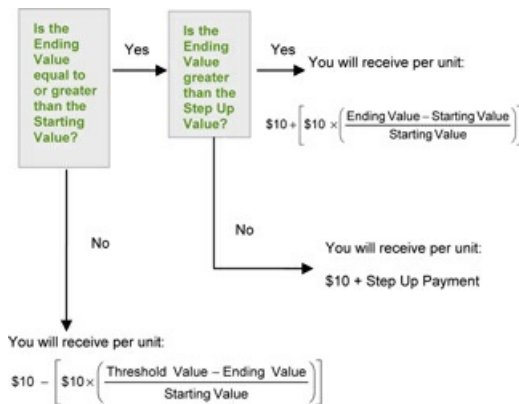 Is the
Ending
Value
equal to
or greater
than the
Starting
Value?
Yes
Is the
Ending
Value
greater
than the
Step Up
Value?
Yes
You will receive per unit:
$10 + [ $10 × ( Ending Value – Starting Value
Starting Value ) ]
No
You will receive per unit:
$10 + Step Up Payment
No
You will receive per unit:
$10 – [ $10 × ( Threshold Value – Ending Value
Starting Value ) ]